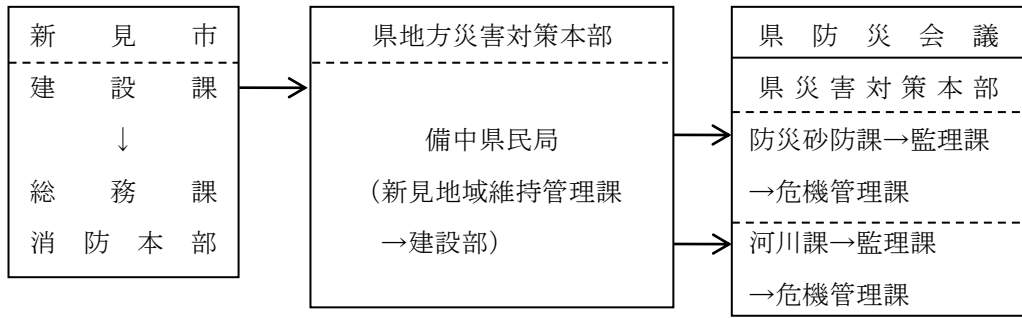 新見市
建設課
↓
総務課
消防本部
県地方災害対策本部
備中県民局
（新見地域維持管理課
→建設部）
県防災会議
県災害対策本部
防災砂防課→監理課
→危機管理課
河川課→監理課
→危機管理課